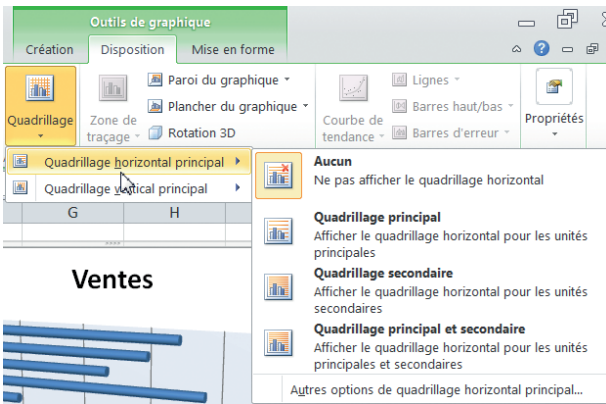 Outils de graphique
Création Disposition Mise en forme
Quadrillage
Zone de traçage
Paroi du graphique
Plancher du graphique
Rotation 3D
Courbe de tendance
Lignes
Barres haut/bas
Barres d'erreur
Propriétés
Quadrillage horizontal principal
Quadrillage vertical principal
G H
Ventes
Aucun
Ne pas afficher le quadrillage horizontal
Quadrillage principal
Afficher le quadrillage horizontal pour les unités
principales
Quadrillage secondaire
Afficher le quadrillage horizontal pour les unités
secondaires
Quadrillage principal et secondaire
Afficher le quadrillage horizontal pour les unités
principales et secondaires
Autres options de quadrillage horizontal principal...